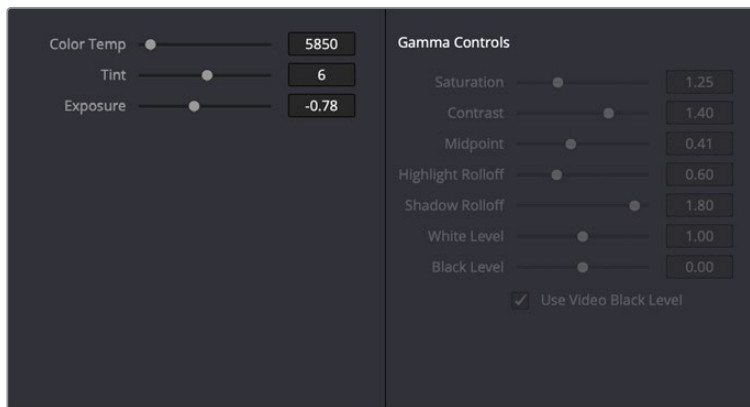 Color Temp 5850
Tint 6
Exposure -0.78
Gamma Controls
Saturation 1.25
Contrast 1.40
Midpoint 0.41
Highlight Rolloff 0.60
Shadow Rolloff 1.80
White Level 1.00
Black Level 0.00
Use Video Black Level